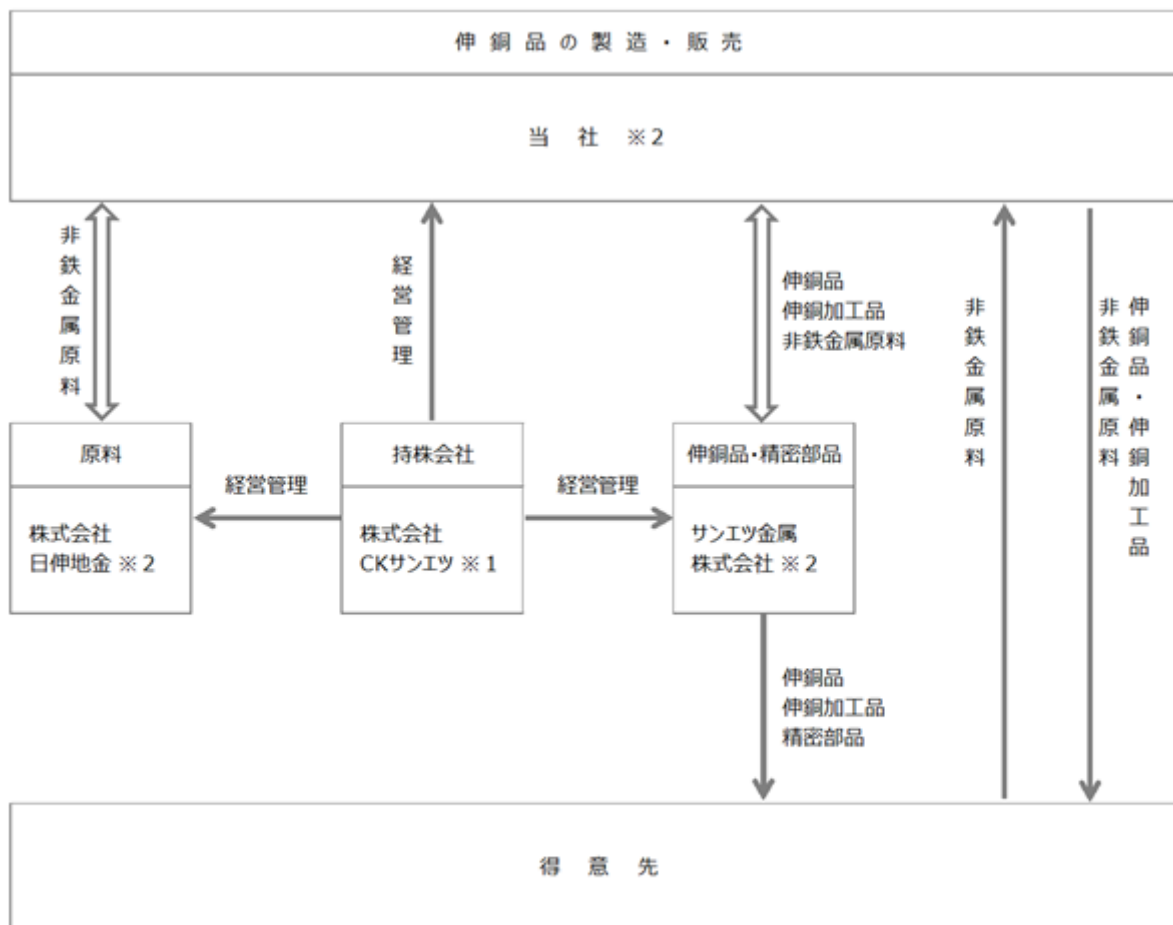 伸銅品の製造・販売
当社 ※2
非鉄金属原料
経営管理
伸銅品
伸銅加工品
非鉄金属原料
非鉄金属原料
伸銅品・伸銅加工品
非鉄金属原料
原料
株式会社
日伸地金 ※2
経営管理
持株会社
株式会社
CKサンエツ ※1
経営管理
伸銅品・精密部品
サンエツ金属
株式会社 ※2
伸銅品
伸銅加工品
精密部品
得意先